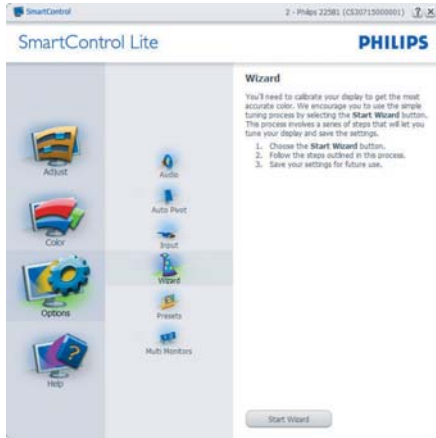 SmartControl
2 - Philips 225B1 (CS30715000001) ? X
SmartControl Lite
PHILIPS
Adjust
Color
Options
Help
Audio
Auto Pivot
Input
Wizard
Presets
Multi Monitors
Wizard
You'll need to calibrate your display to get the most
accurate color. We encourage you to use the simple
tuning process by selecting the Start Wizard button.
This process involves a series of steps that will let you
tune your display and save the settings.
1. Choose the Start Wizard button.
2. Follow the steps outlined in this process.
3. Save your settings for future use.
Start Wizard